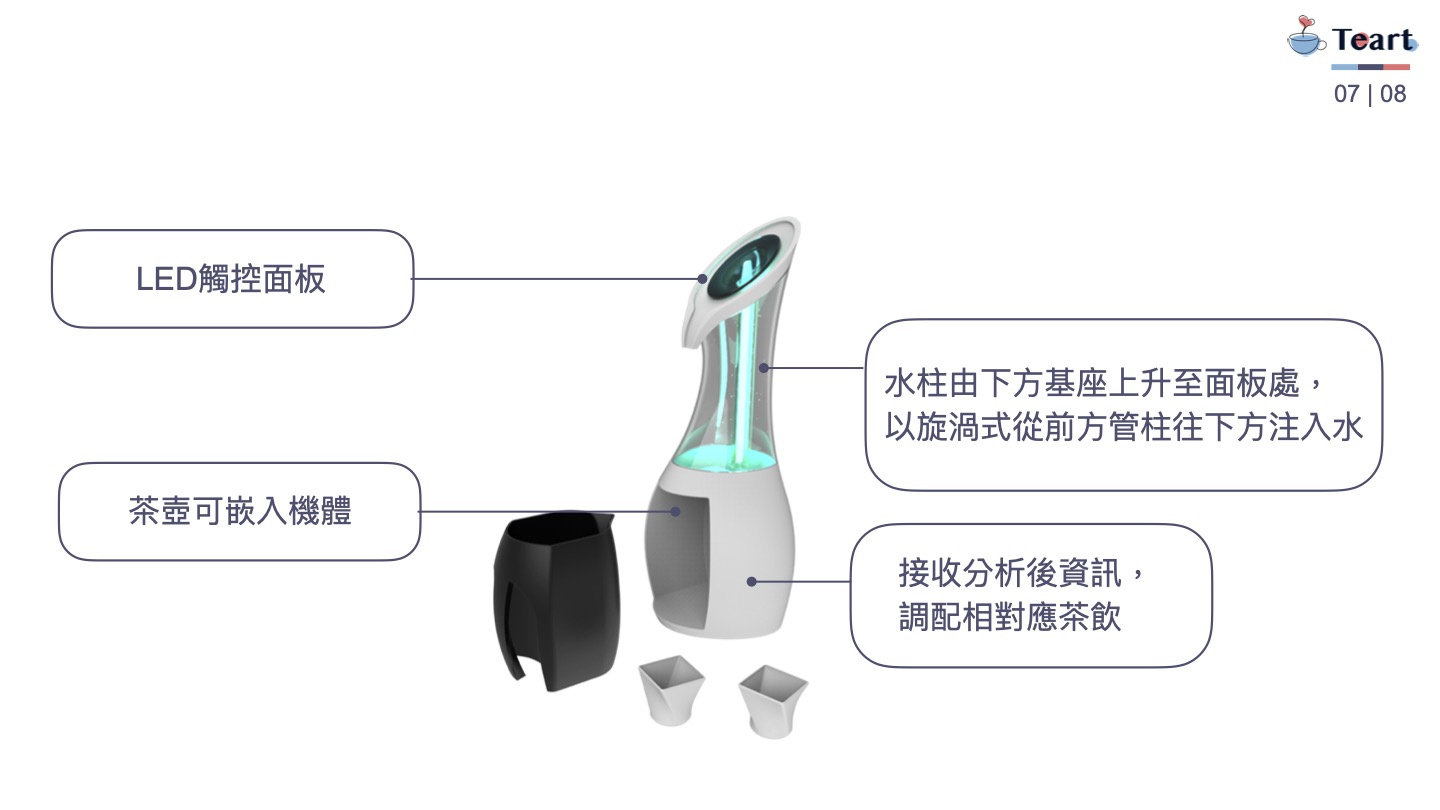 Teart
07 | 08
LED觸控面板
水柱由下方基座上升至面板處，
以旋渦式從前方管柱往下方注入水
茶壺可嵌入機體
接收分析後資訊，
調配相對應茶飲